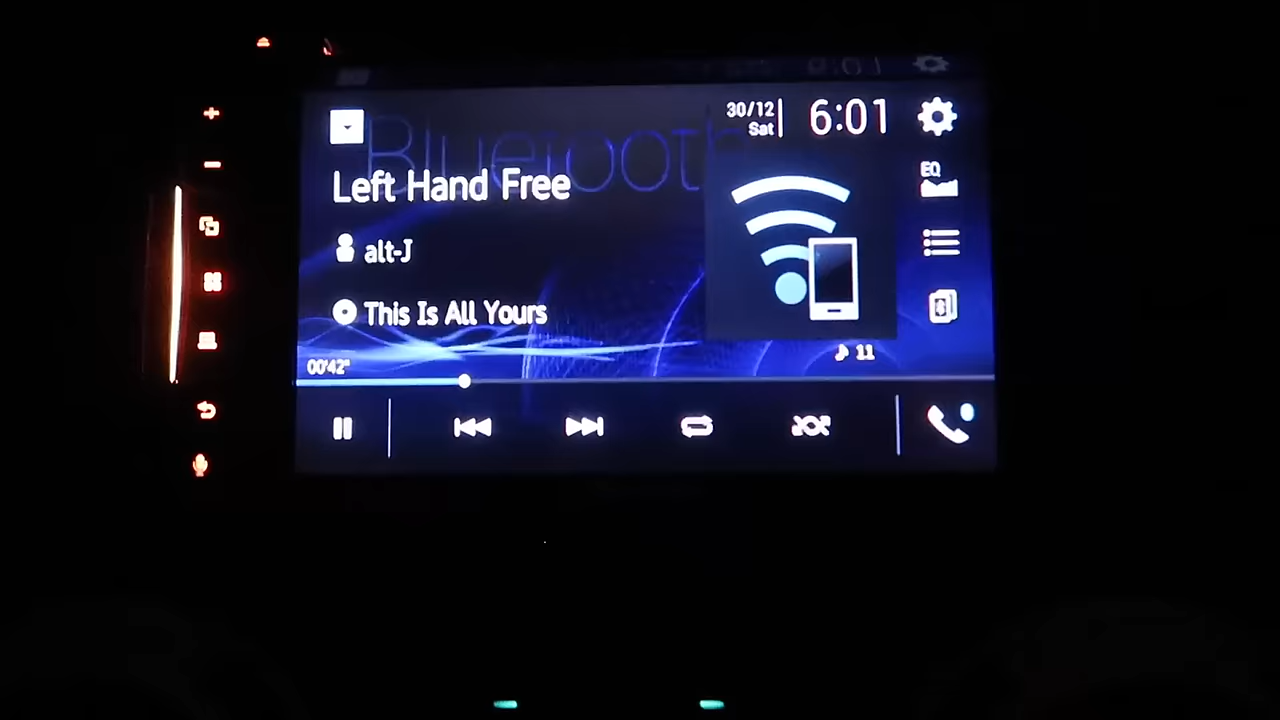 30/12
Sat
6:01
Bluetooth
Left Hand Free
EQ
alt-J
This Is All Yours
11
00'42"